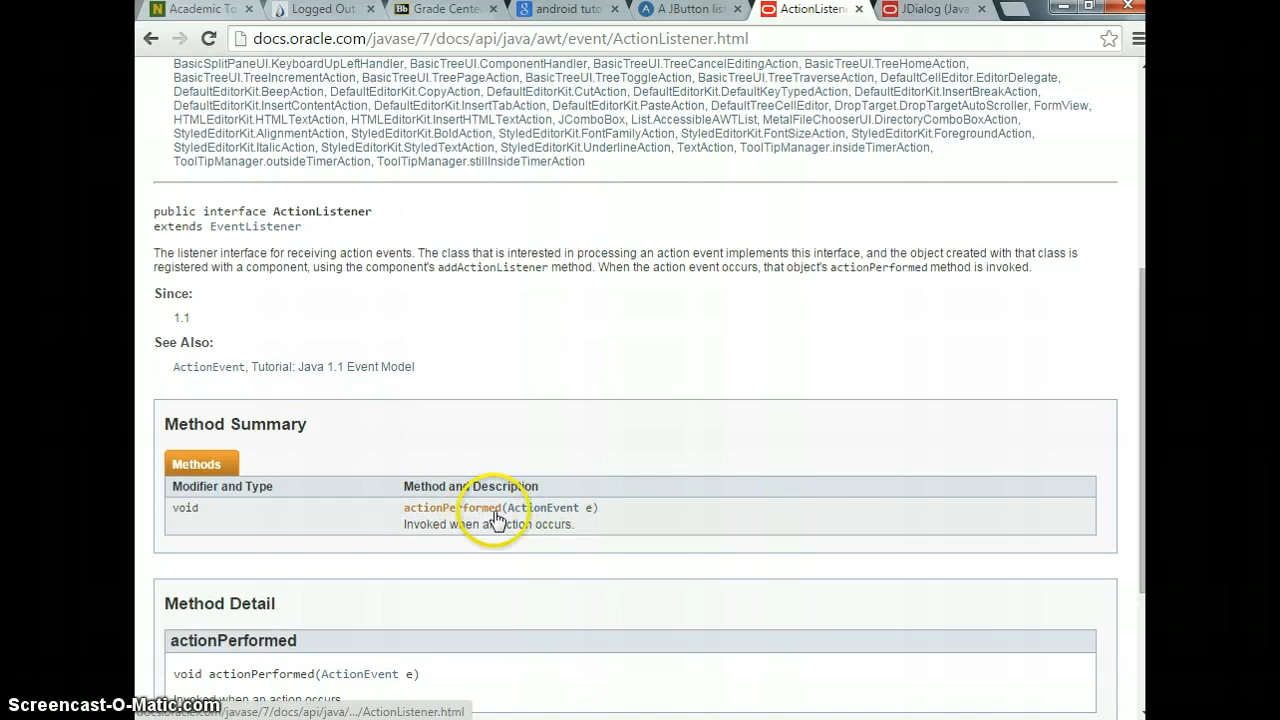 Academic To
Logged Out
Bb Grade Cente
android tuto
A JButton list
ActionListene
JDialog (Java
docs.oracle.com/javase/7/docs/api/java/awt/event/ActionListener.html
BasicSplitPaneUI.KeyboardUpLeftHandler, BasicTreeUI.ComponentHandler, BasicTreeUI.TreeCancelEditingAction, BasicTreeUI.TreeHomeAction,
BasicTreeUI.TreeIncrementAction, BasicTreeUI.TreePageAction, BasicTreeUI.TreeToggleAction, BasicTreeUI.TreeTraverseAction, DefaultCellEditor.EditorDelegate,
DefaultEditorKit.BeepAction, DefaultEditorKit.CopyAction, DefaultEditorKit.CutAction, DefaultEditorKit.DefaultKeyTypedAction, DefaultEditorKit.InsertBreakAction,
DefaultEditorKit.InsertContentAction, DefaultEditorKit.InsertTabAction, DefaultEditorKit.PasteAction, DefaultTreeCellEditor, DropTarget.DropTargetAutoScroller, FormView,
HTMLEditorKit.HTMLTextAction, HTMLEditorKit.InsertHTMLTextAction, JComboBox, List.AccessibleAWTList, MetalFileChooserUI.DirectoryComboBoxAction,
StyledEditorKit.AlignmentAction, StyledEditorKit.BoldAction, StyledEditorKit.FontFamilyAction, StyledEditorKit.FontSizeAction, StyledEditorKit.ForegroundAction,
StyledEditorKit.ItalicAction, StyledEditorKit.StyledTextAction, StyledEditorKit.UnderlineAction, TextAction, ToolTipManager.insideTimerAction,
ToolTipManager.outsideTimerAction, ToolTipManager.stillInsideTimerAction
public interface ActionListener
extends EventListener
The listener interface for receiving action events. The class that is interested in processing an action event implements this interface, and the object created with that class is
registered with a component, using the component's addActionListener method. When the action event occurs, that object's actionPerformed method is invoked.
Since:
1.1
See Also:
ActionEvent, Tutorial: Java 1.1 Event Model
Method Summary
Methods
Modifier and Type Method and Description
void actionPerformed(ActionEvent e)
Invoked when an action occurs.
Method Detail
actionPerformed
void actionPerformed(ActionEvent e)
Invoked when an action occurs.
Screencast-O-Matic.com
docs.oracle.com/javase/7/docs/api/java/.../ActionListener.html